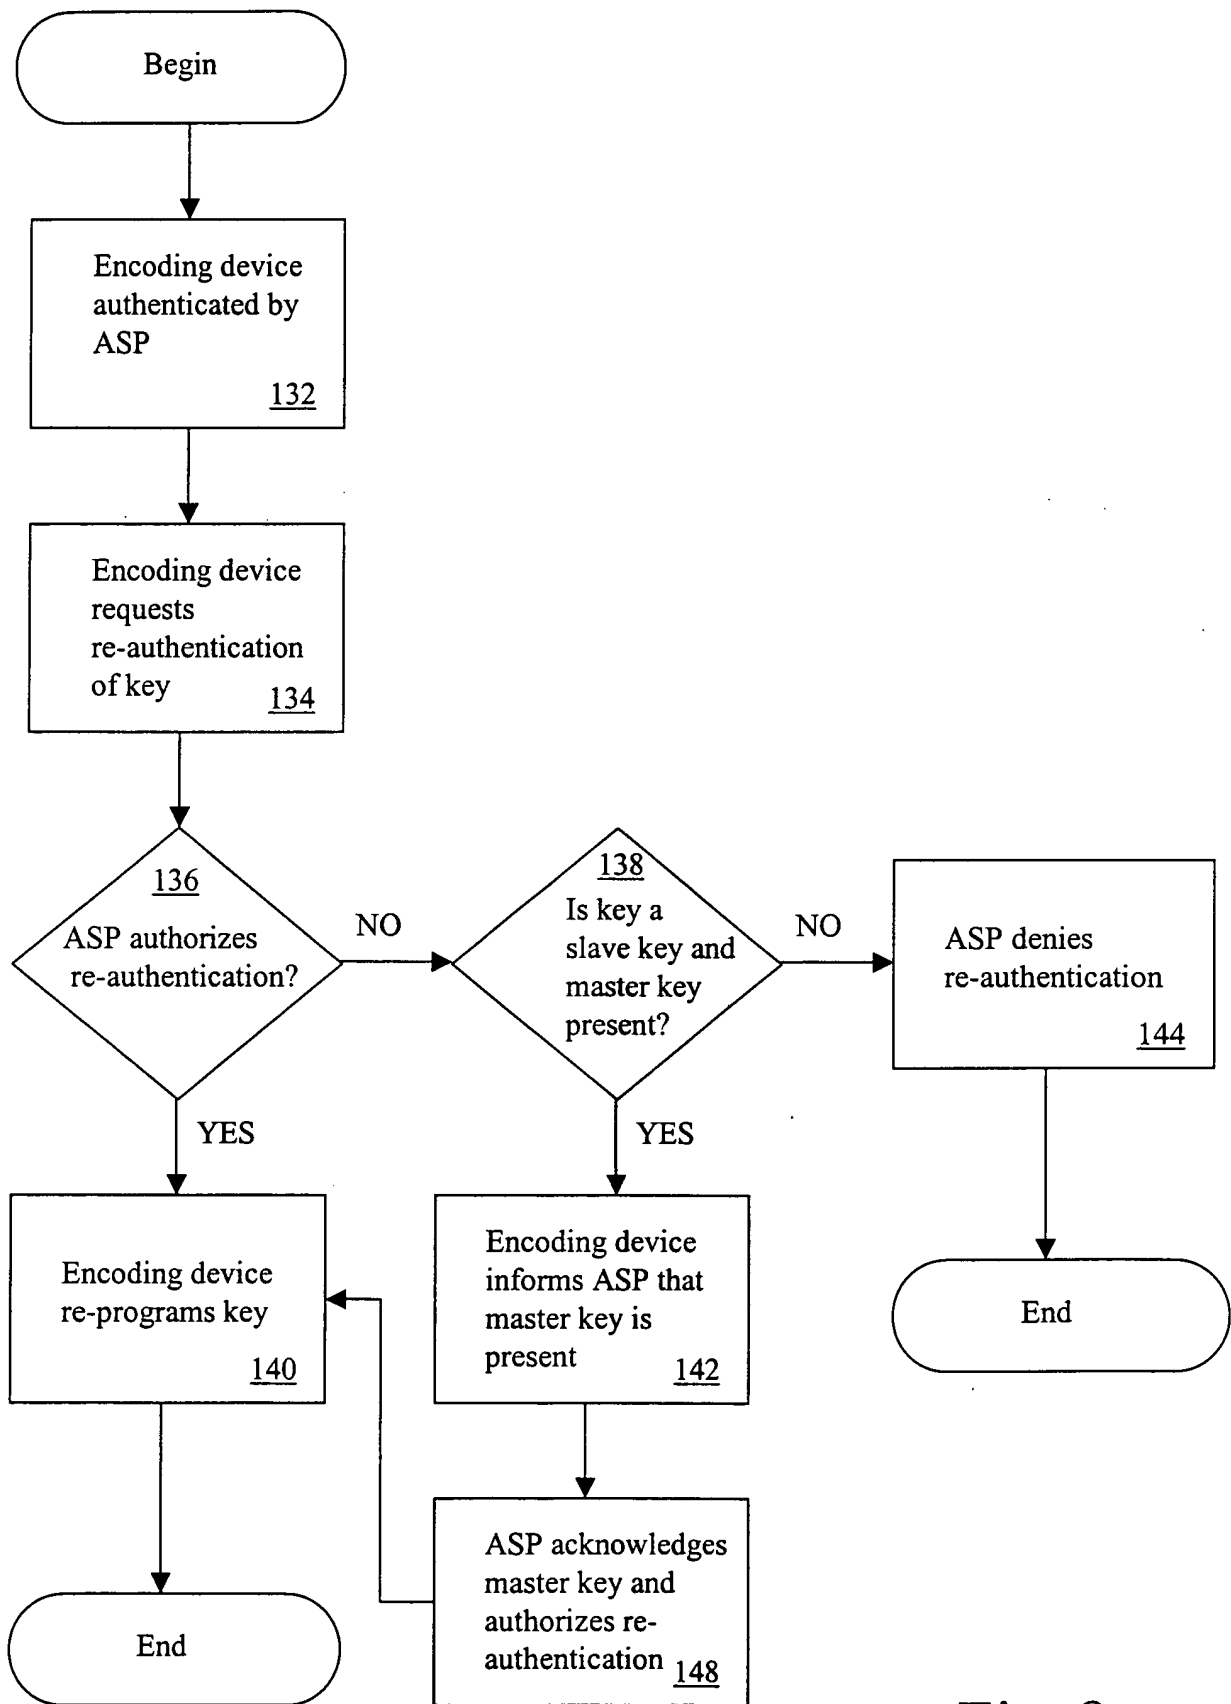 Begin
Encoding device
authenticated by
ASP
132
Encoding device
requests
re-authentication
of key
134
136
ASP authorizes
re-authentication?
NO
138
Is key a
slave key and
master key
present?
NO
ASP denies
re-authentication
144
YES
YES
Encoding device
re-programs key
140
Encoding device
informs ASP that
master key is
present
142
End
ASP acknowledges
master key and
authorizes re-
authentication
148
End